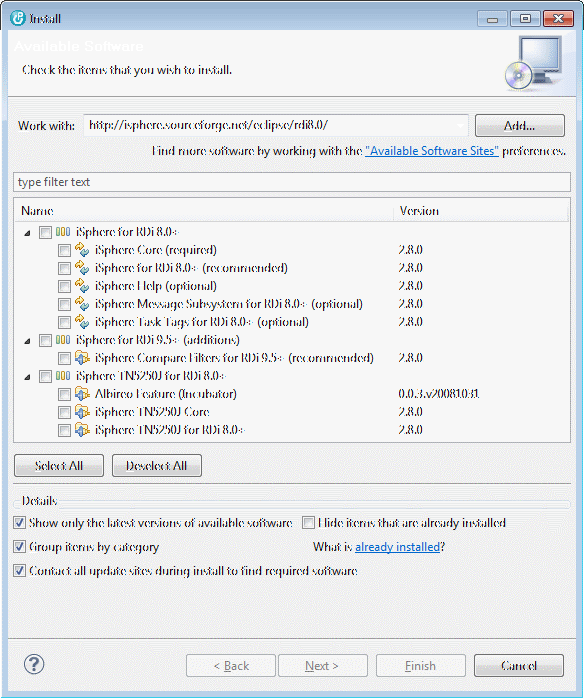 Install
Available Software
Check the items that you wish to install.
Work with: http://isphere.sourceforge.net/eclipse/rdi8.0/ Add...
Find more software by working with the "Available Software Sites" preferences.
type filter text
Name Version
iSphere for RDi 8.0+
iSphere Core (required) 2.8.0
iSphere for RDi 8.0+ (recommended) 2.8.0
iSphere Help (optional) 2.8.0
iSphere Message Subsystem for RDi 8.0+ (optional) 2.8.0
iSphere Task Tags for RDi 8.0+ (optional) 2.8.0
iSphere for RDi 9.5+ (additions)
iSphere Compare Filters for RDi 9.5+ (recommended) 2.8.0
iSphere TN5250J for RDi 8.0+
Albireo Feature (Incubator) 0.0.3.v20081031
iSphere TN5250J Core 2.8.0
iSphere TN5250J for RDi 8.0+ 2.8.0
Select All Deselect All
Details
Show only the latest versions of available software Hide items that are already installed
Group items by category What is already installed?
Contact all update sites during install to find required software
? < Back Next > Finish Cancel